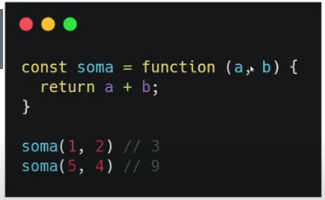 const soma = function (a, b) {
  return a + b;
}

soma(1, 2) // 3
soma(5, 4) // 9